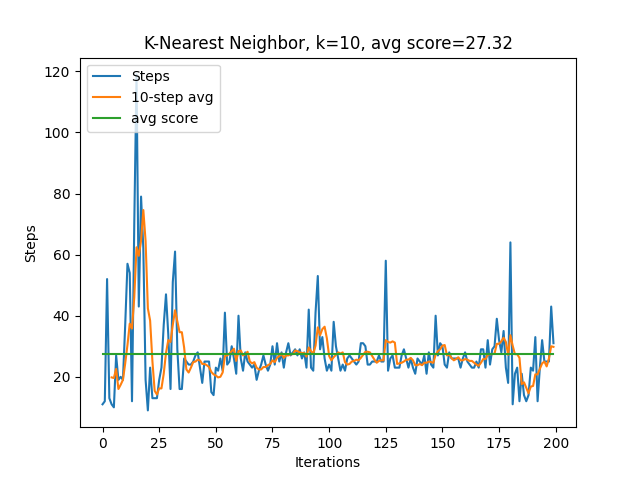 K-Nearest Neighbor, k=10, avg score=27.32
Steps
10-step avg
avg score
120
100
80
60
40
20
Steps
0
25
50
75
100
125
150
175
200
Iterations